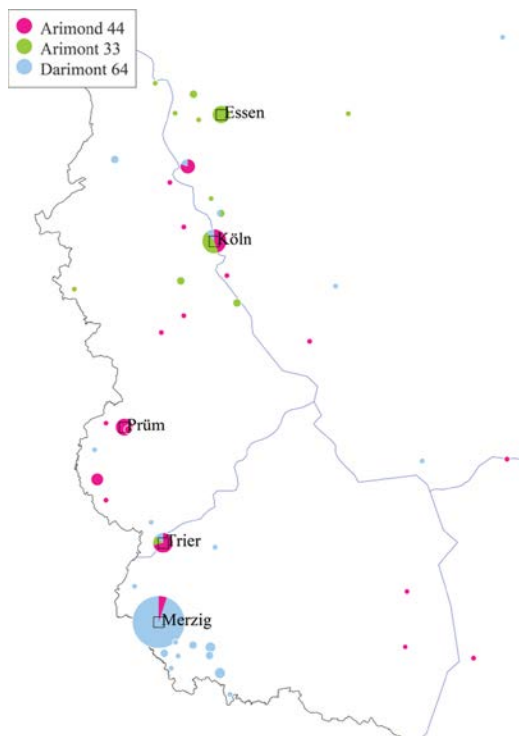 Arimond 44
Arimont 33
Darimont 64
Essen
Köln
Prüm
Trier
Merzig